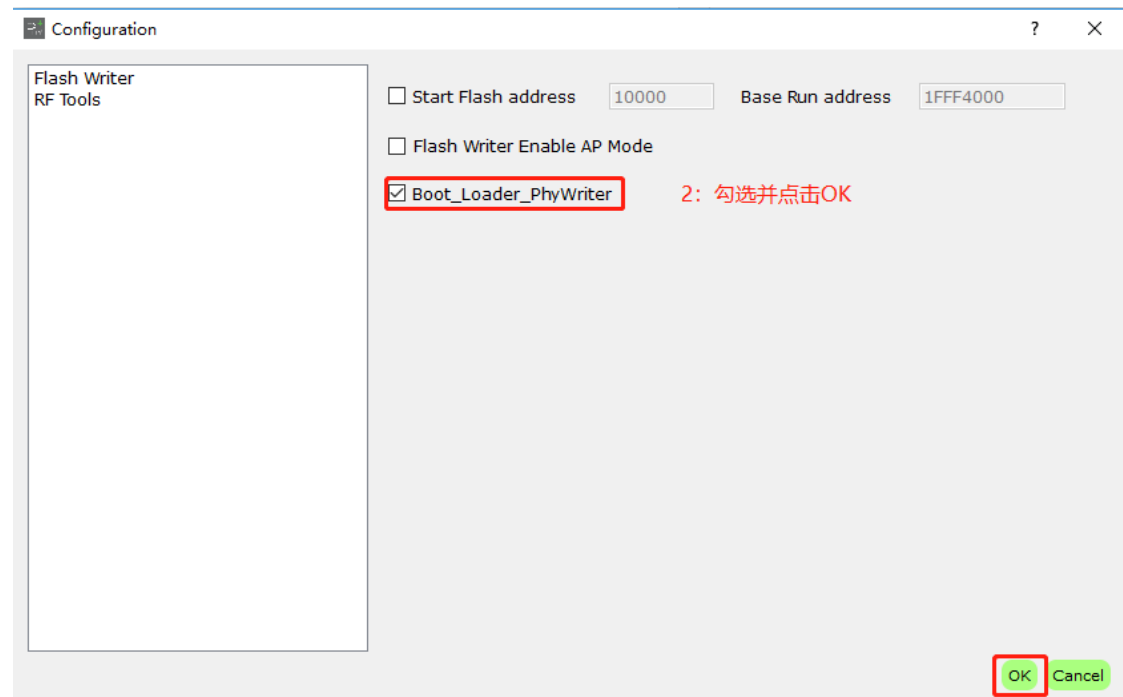 Configuration
Flash Writer
RF Tools
Start Flash address 10000 Base Run address 1FFF4000
Flash Writer Enable AP Mode
Boot_Loader_PhyWriter 2：勾选并点击OK
OK Cancel